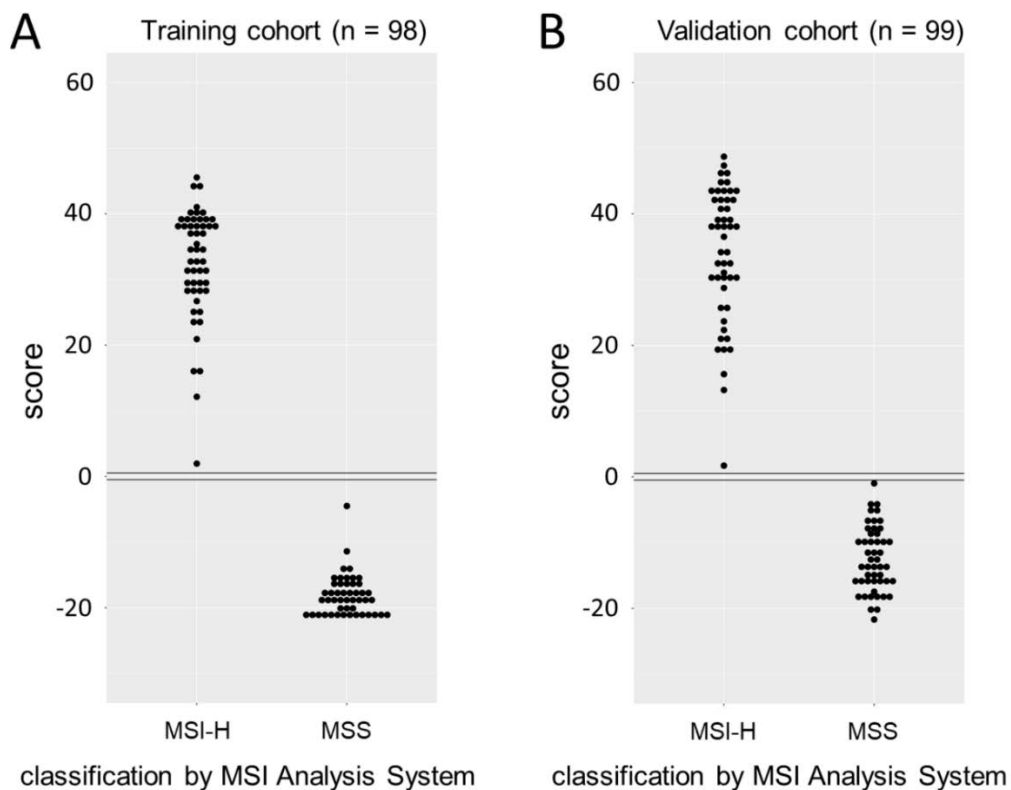 A
Training cohort (n = 98)
60
40
20
0
-20
score
MSI-H
MSS
classification by MSI Analysis System
B
Validation cohort (n = 99)
60
40
20
0
-20
score
MSI-H
MSS
classification by MSI Analysis System